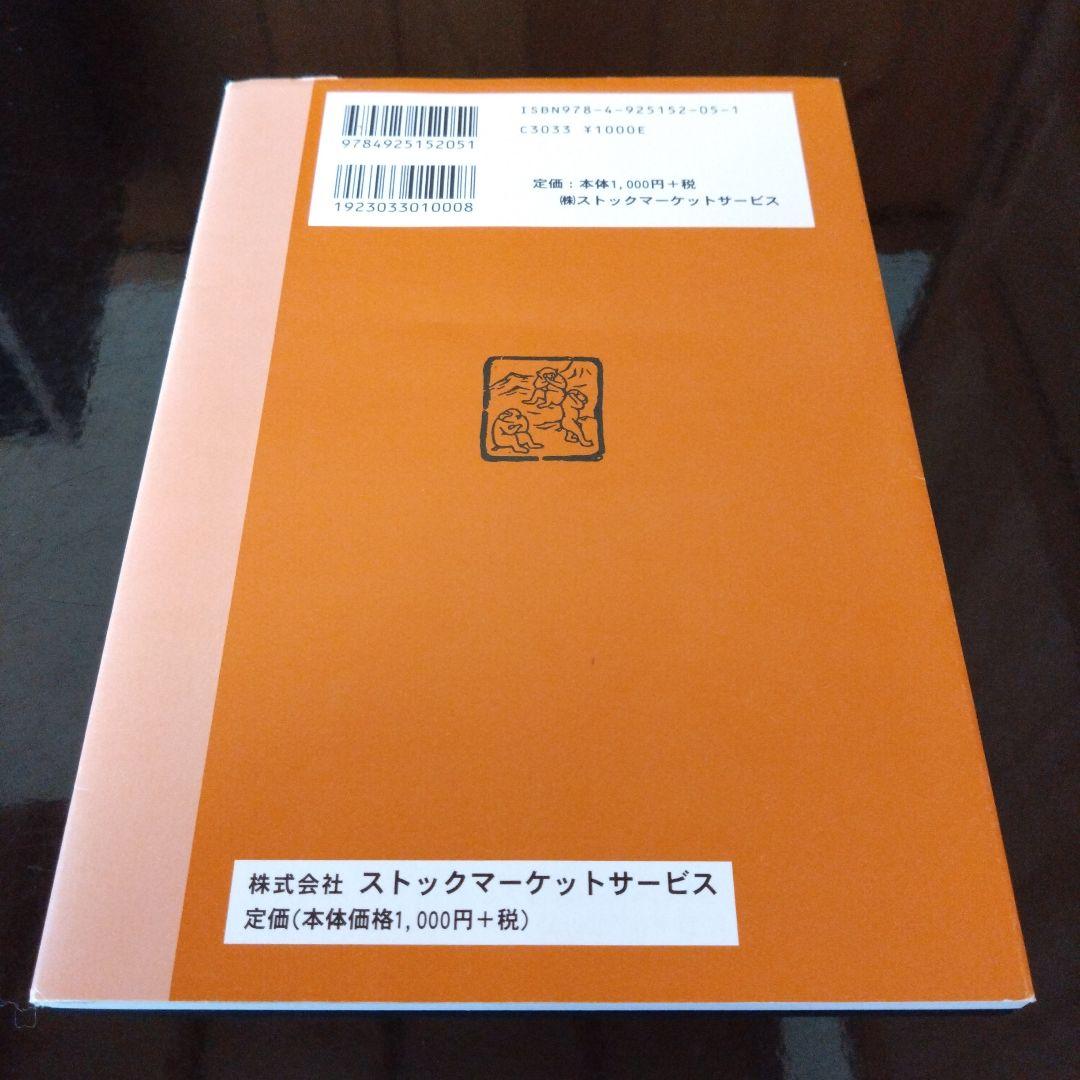 ISBN978-4-925152-05-1
C3033 ¥1000E
9784925152051
1923033010008
定価：本体1,000円＋税
㈱ストックマーケットサービス
株式会社 ストックマーケットサービス
定価(本体価格1,000円＋税)